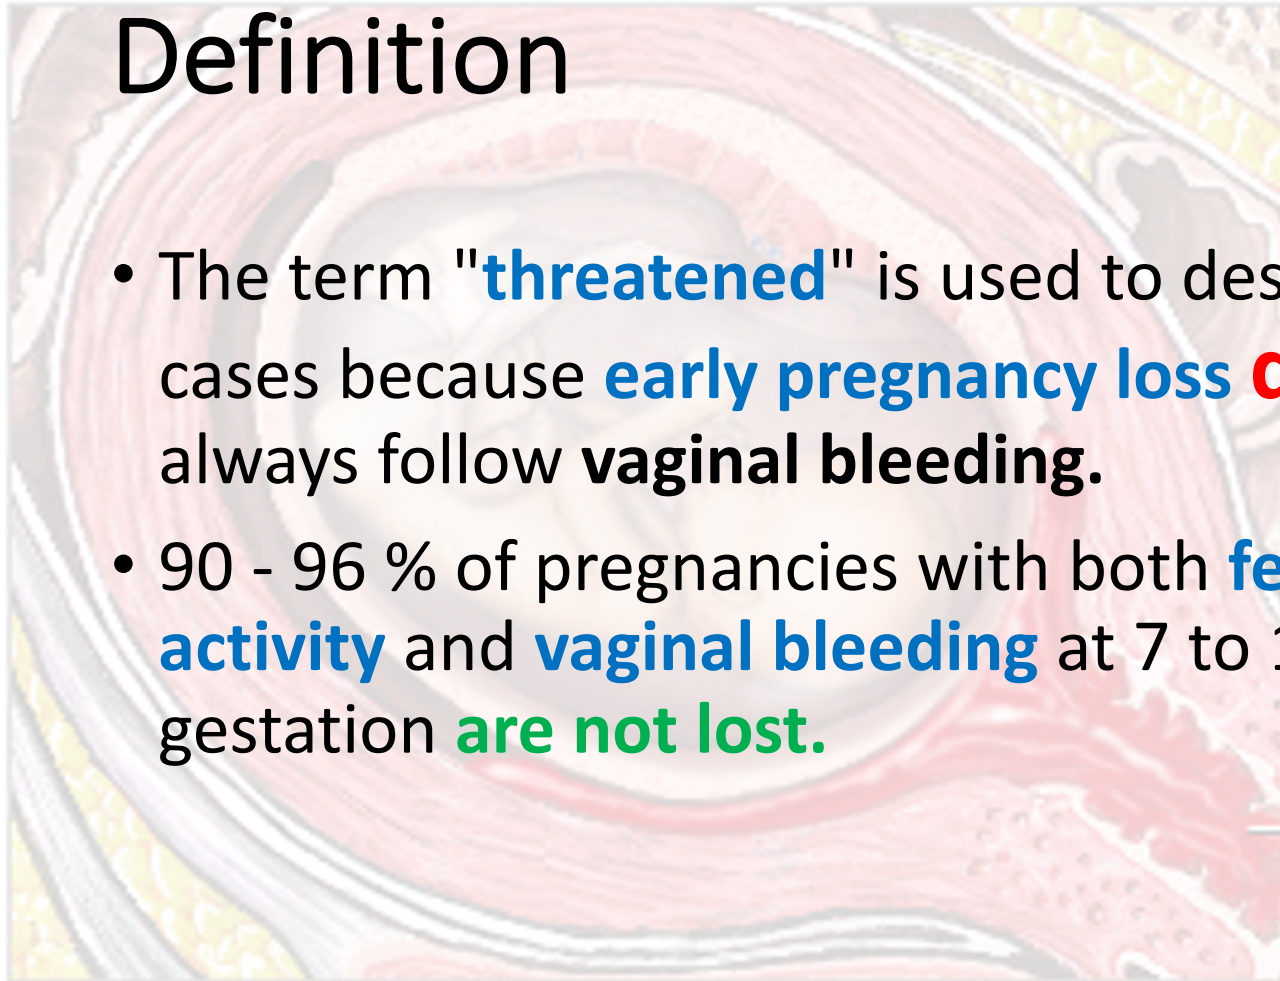 Definition
• The term "threatened" is used to des
cases because early pregnancy loss
always follow vaginal bleeding.
• 90 - 96 % of pregnancies with both fe
activity and vaginal bleeding at 7 to 1
gestation are not lost.